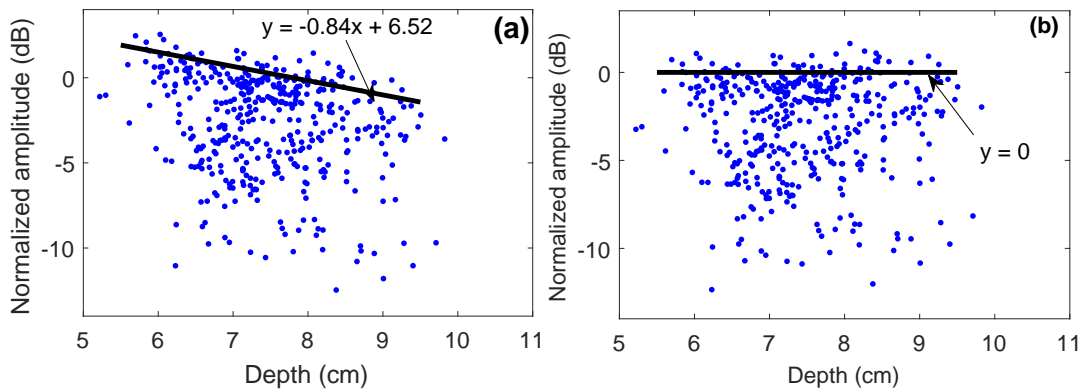 (a)
y = -0.84x + 6.52
Normalized amplitude (dB)
0
-5
-10
5 6 7 8 9 10 11
Depth (cm)
(b)
y = 0
Normalized amplitude (dB)
0
-5
-10
5 6 7 8 9 10 11
Depth (cm)